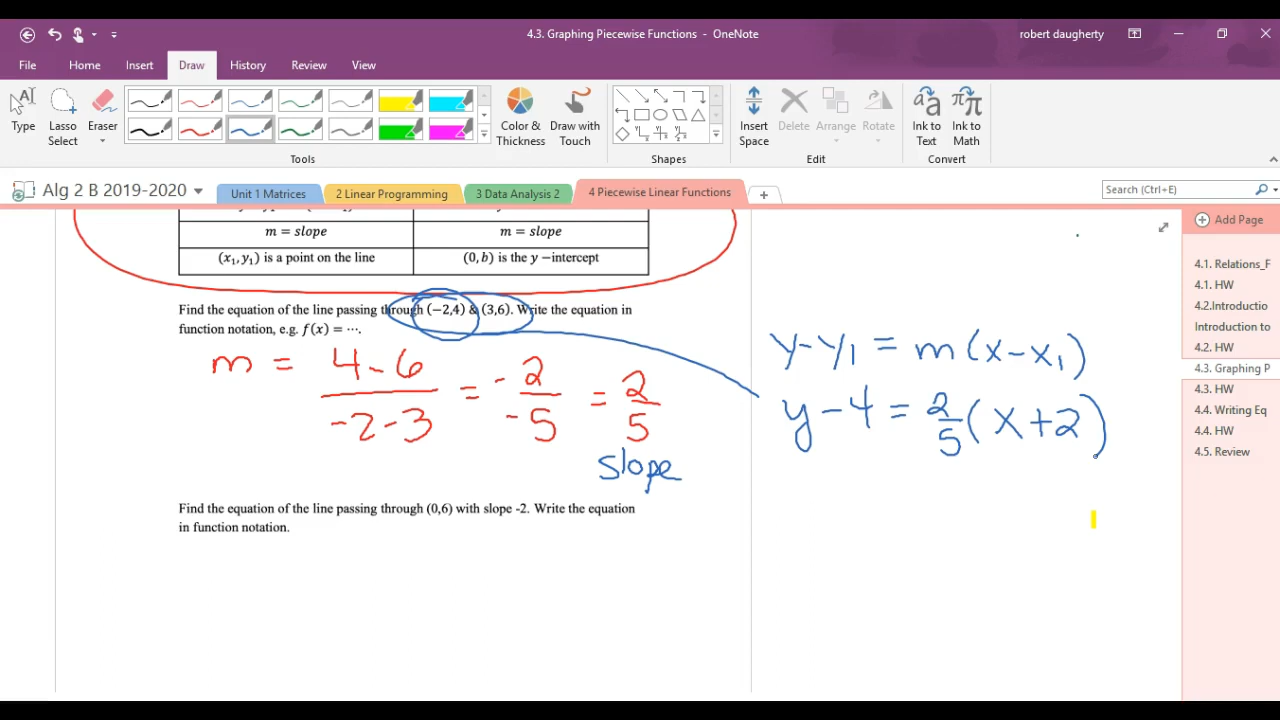 4.3. Graphing Piecewise Functions - OneNote
robert daugherty
File Home Insert Draw History Review View
Type
Lasso Select
Eraser
Color & Thickness
Draw with Touch
Insert Space
Delete
Arrange
Rotate
Ink to Text
Ink to Math
Tools Shapes Edit Convert
Alg 2 B 2019-2020
Unit 1 Matrices
2 Linear Programming
3 Data Analysis 2
4 Piecewise Linear Functions
Search (Ctrl+E)
Add Page
m = slope m = slope
(x₁, y₁) is a point on the line (0, b) is the y −intercept
Find the equation of the line passing through (−2,4) & (3,6). Write the equation in
function notation, e.g. f(x) = ⋯.
m = 4-6/-2-3 = -2/-5 = 2/5
slope
y-y₁ = m(x-x₁)
y-4 = 2/5(x+2)
Find the equation of the line passing through (0,6) with slope -2. Write the equation
in function notation.
4.1. Relations_F
4.1. HW
4.2.Introductio
Introduction to
4.2. HW
4.3. Graphing P
4.3. HW
4.4. Writing Eq
4.4. HW
4.5. Review